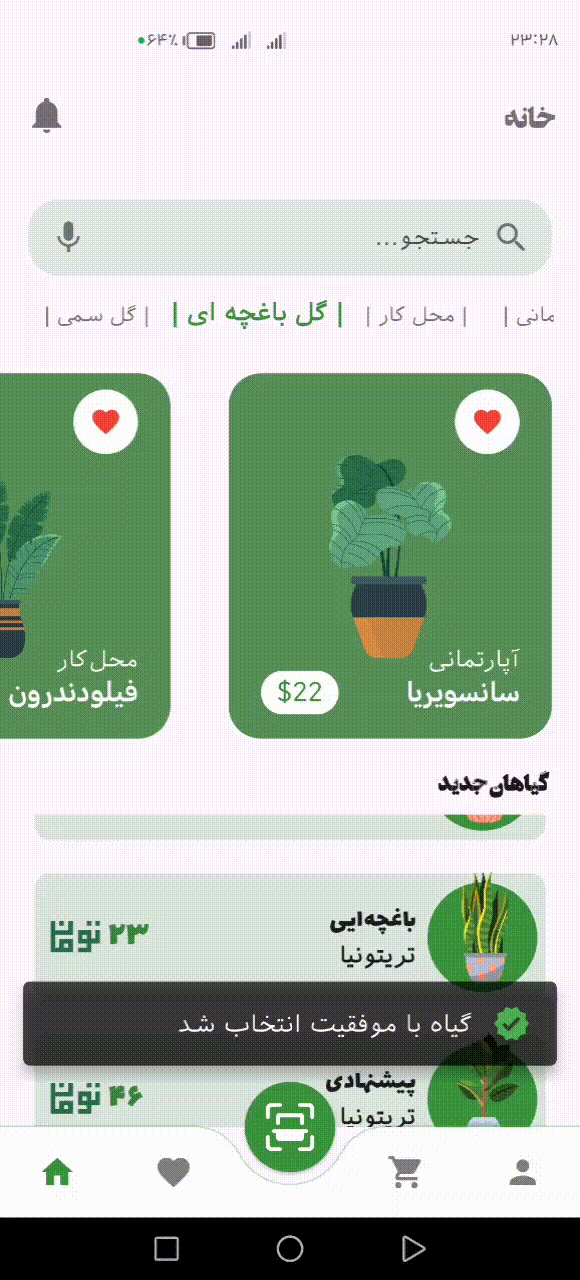 ۲۳:۲۸
۶۴٪
خانه
جستجو...
مانی | | محل کار | | گل باغچه ای | | گل سمی |
آپارتمانی
سانسویریا
$22
محل کار
فیلودندرون
گیاهان جدید
باغچه‌ایی
تریتونیا
۲۳ تومان
گیاه با موفقیت انتخاب شد
پیشنهادی
تریتونیا
۴۶ تومان